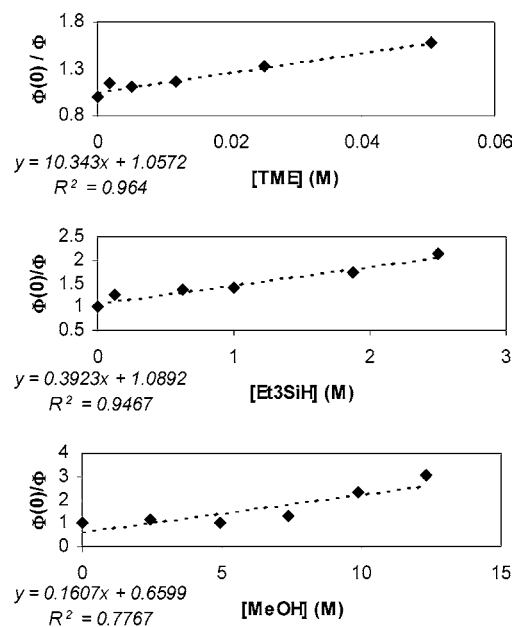 Φ(0) / Φ
1.8
1.3
0.8
0
0.02
0.04
0.06
y = 10.343x + 1.0572
R² = 0.964
[TME] (M)
Φ(0)/Φ
2.5
2
1.5
1
0.5
0
1
2
3
y = 0.3923x + 1.0892
R² = 0.9467
[Et3SiH] (M)
Φ(0)/Φ
4
3
2
1
0
0
5
10
15
y = 0.1607x + 0.6599
R² = 0.7767
[MeOH] (M)